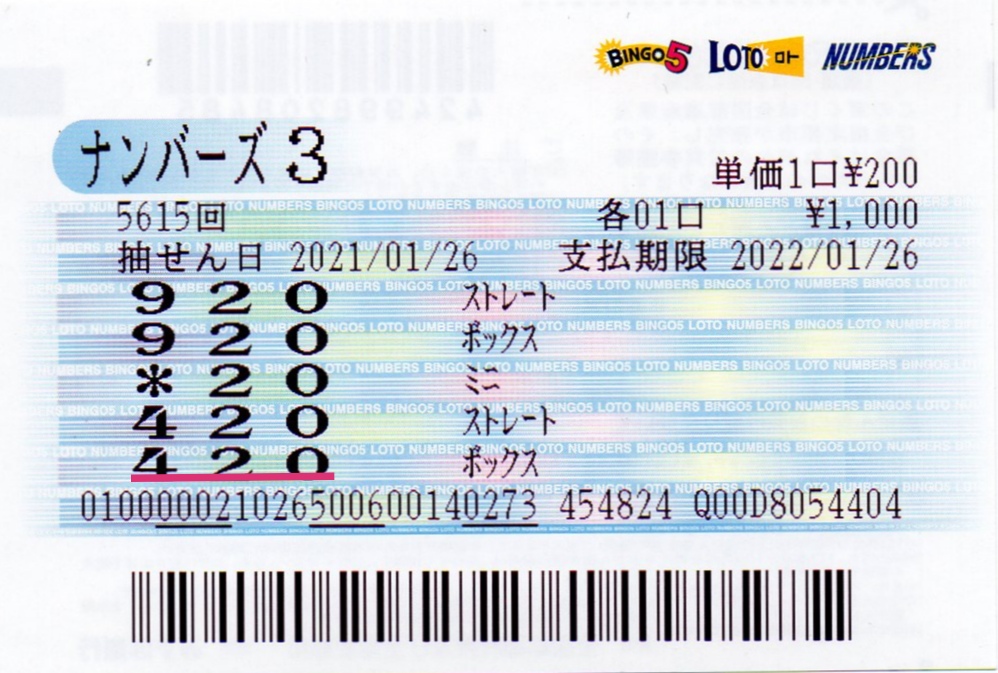 BINGO5 LOTO ロト NUMBERS
ナンバーズ 3
単価1口¥200
5615回 各01口 ¥1,000
抽せん日 2021/01/26 支払期限 2022/01/26
9 2 0 ストレート
9 2 0 ボックス
* 2 0 ミニ
4 2 0 ストレート
4 2 0 ボックス
010000021026500600140273 454824 Q00D8054404